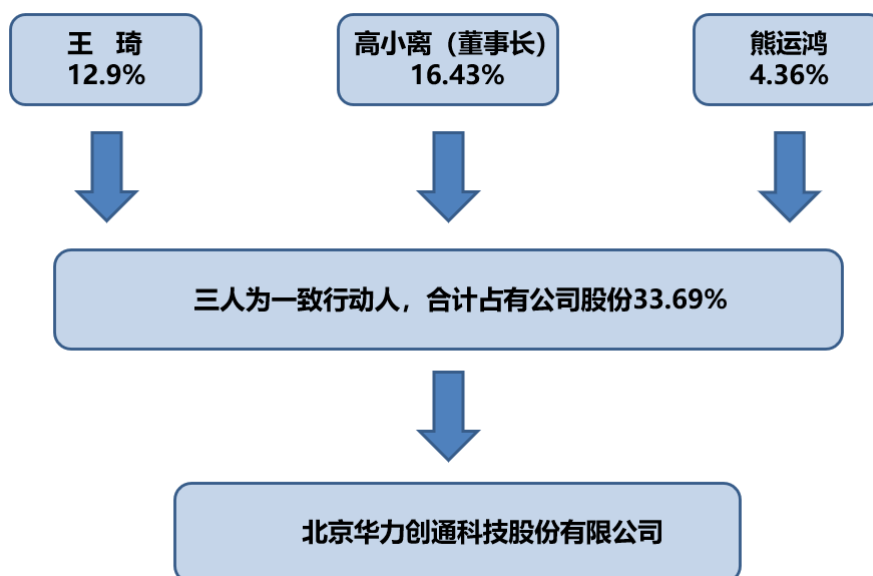 王 琦
12.9%
高小离（董事长）
16.43%
熊运鸿
4.36%
三人为一致行动人，合计占有公司股份33.69%
北京华力创通科技股份有限公司